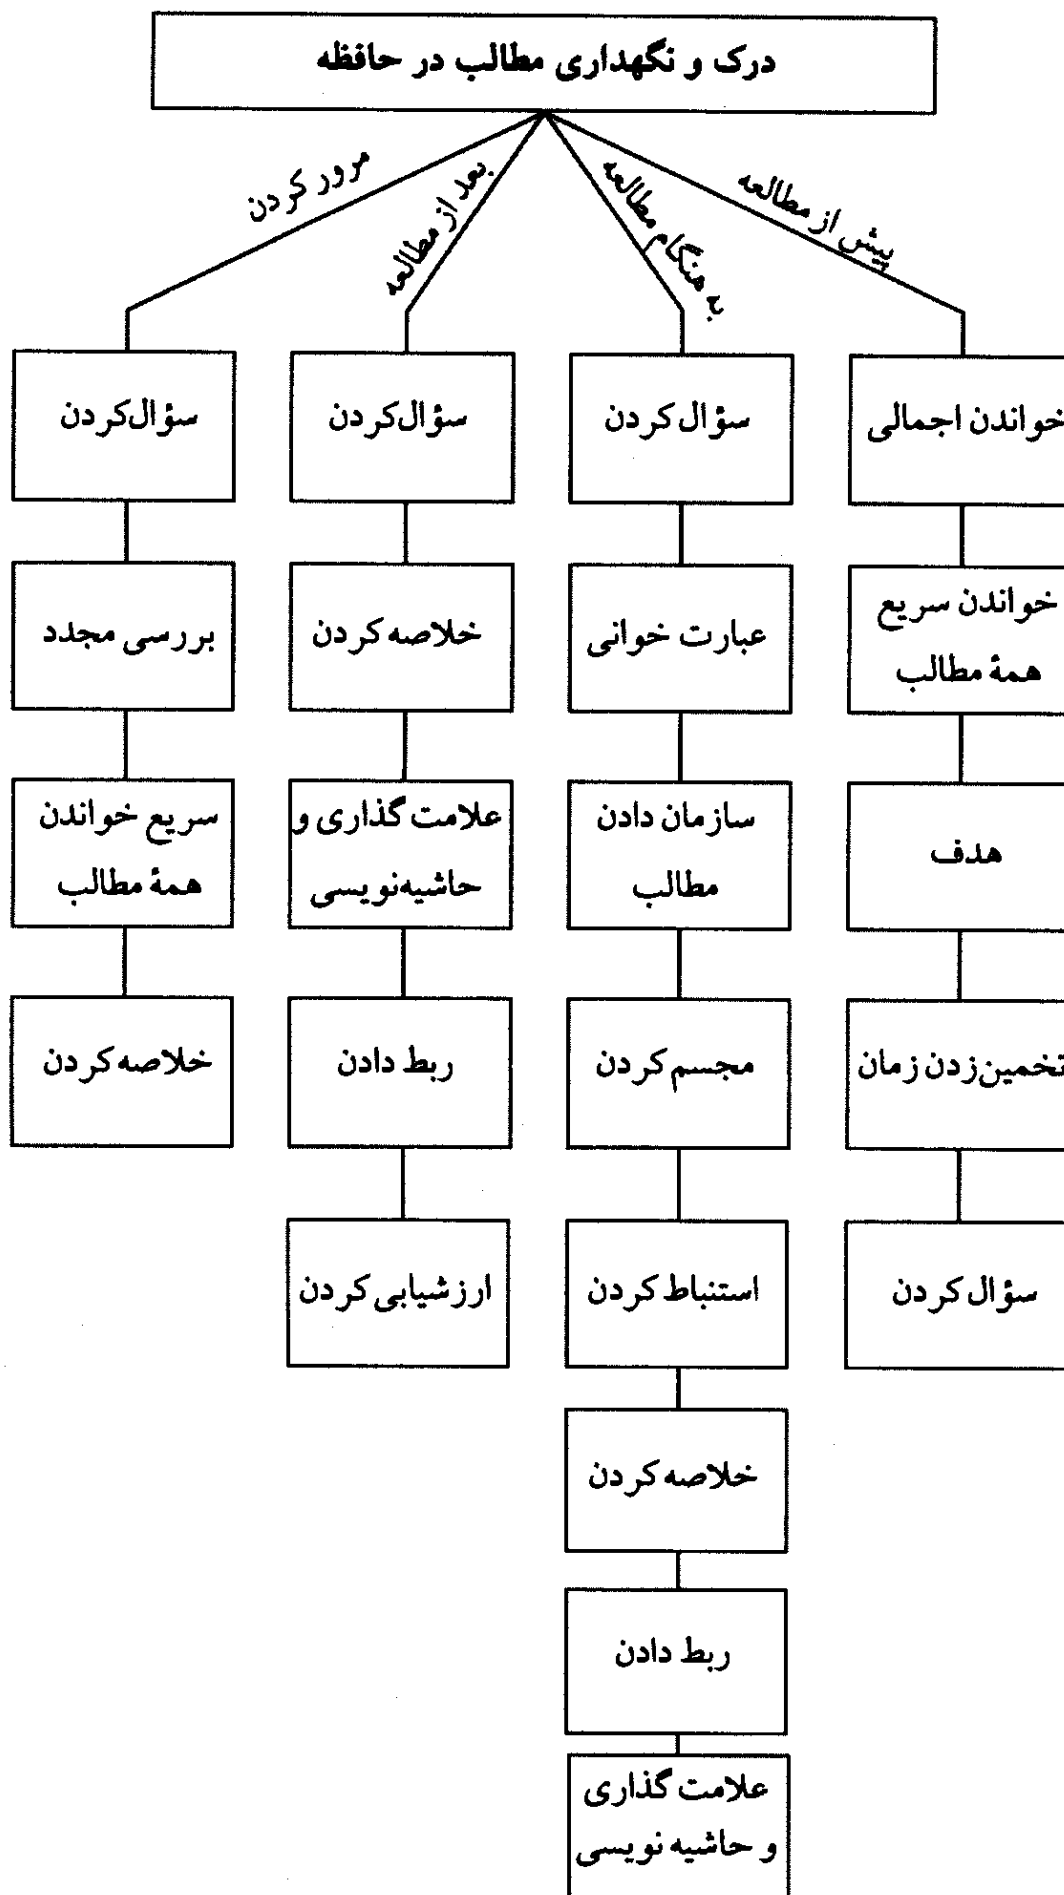 درک و نگهداری مطالب در حافظه
پیش از مطالعه
به هنگام مطالعه
بعد از مطالعه
مرور کردن
خواندن اجمالی
خواندن سریع
همهٔ مطالب
هدف
تخمین‌زدن زمان
سؤال کردن
سؤال کردن
عبارت خوانی
سازمان دادن
مطالب
مجسم کردن
استنباط کردن
خلاصه کردن
ربط دادن
علامت گذاری
و حاشیه نویسی
سؤال‌کردن
خلاصه کردن
علامت گذاری و
حاشیه‌نویسی
ربط دادن
ارزشیابی کردن
سؤال‌کردن
بررسی مجدد
سریع خواندن
همهٔ مطالب
خلاصه کردن